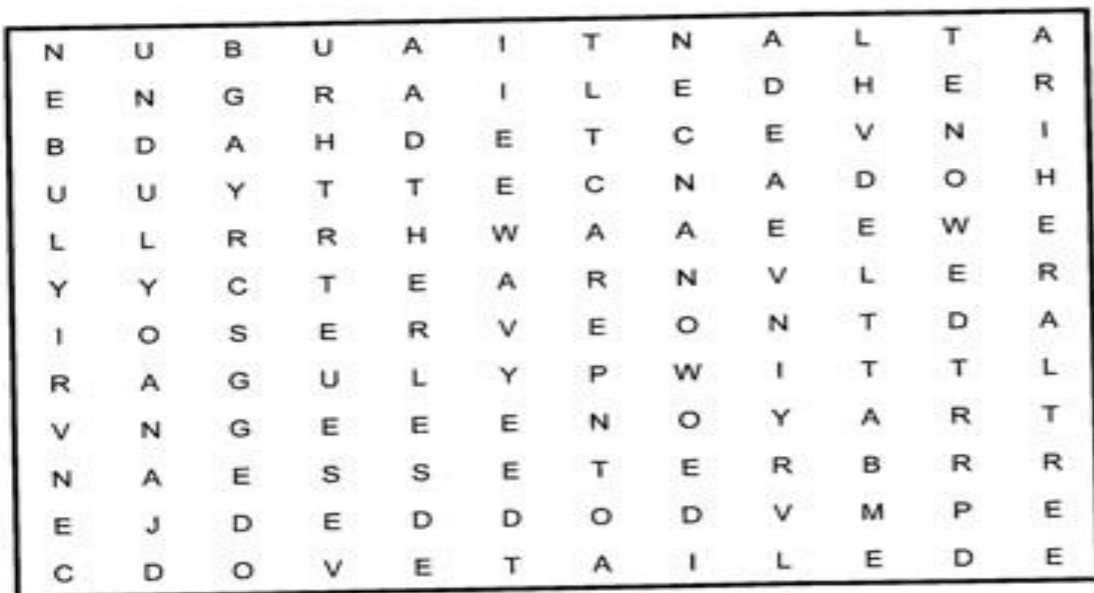 N U B U A I T N A L T A
E N G R A I L E D H E R
B D A H D E T C E V N I
U U Y T T E C N A D O H
L L R R H W A A E E W E
Y Y C T E A R N V L E R
I O S E R V E O N T D A
R A G U L Y P W I T T L
V N G E E E N O Y A R T
N A E S S E T E R B R R
E J D E D D O D V M P E
C D O V E T A I L E D E